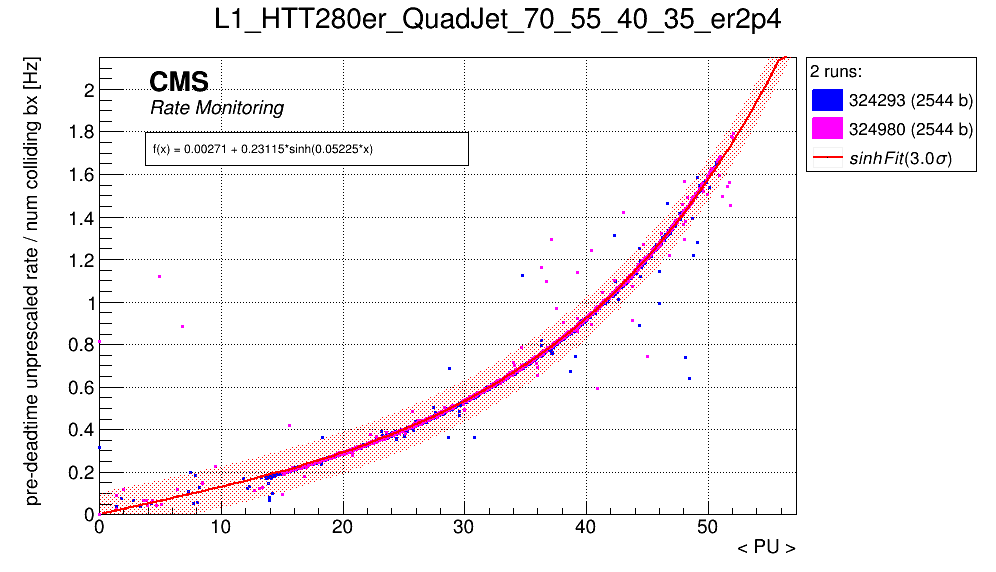 L1_HTT280er_QuadJet_70_55_40_35_er2p4
pre-deadtime unprescaled rate / num colliding bx [Hz]
CMS
Rate Monitoring
f(x) = 0.00271 + 0.23115*sinh(0.05225*x)
2 runs:
324293 (2544 b)
324980 (2544 b)
sinhFit(3.0σ)
2
1.8
1.6
1.4
1.2
1
0.8
0.6
0.4
0.2
0
0 10 20 30 40 50
< PU >